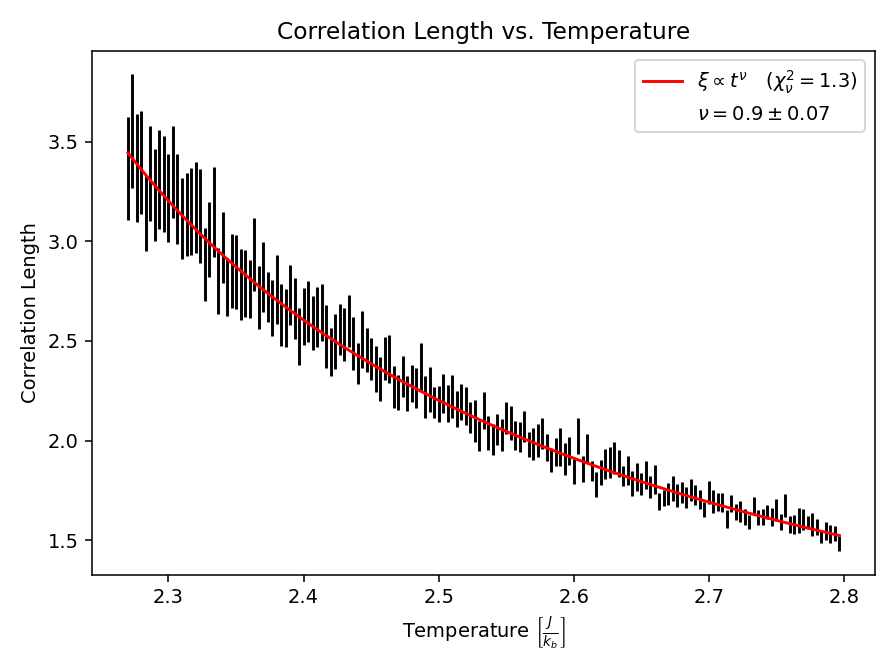 Correlation Length vs. Temperature
ξ ∝ t^ν (χ²_ν = 1.3)
ν = 0.9 ± 0.07
Correlation Length
3.5
3.0
2.5
2.0
1.5
2.3 2.4 2.5 2.6 2.7 2.8
Temperature [J/k_b]